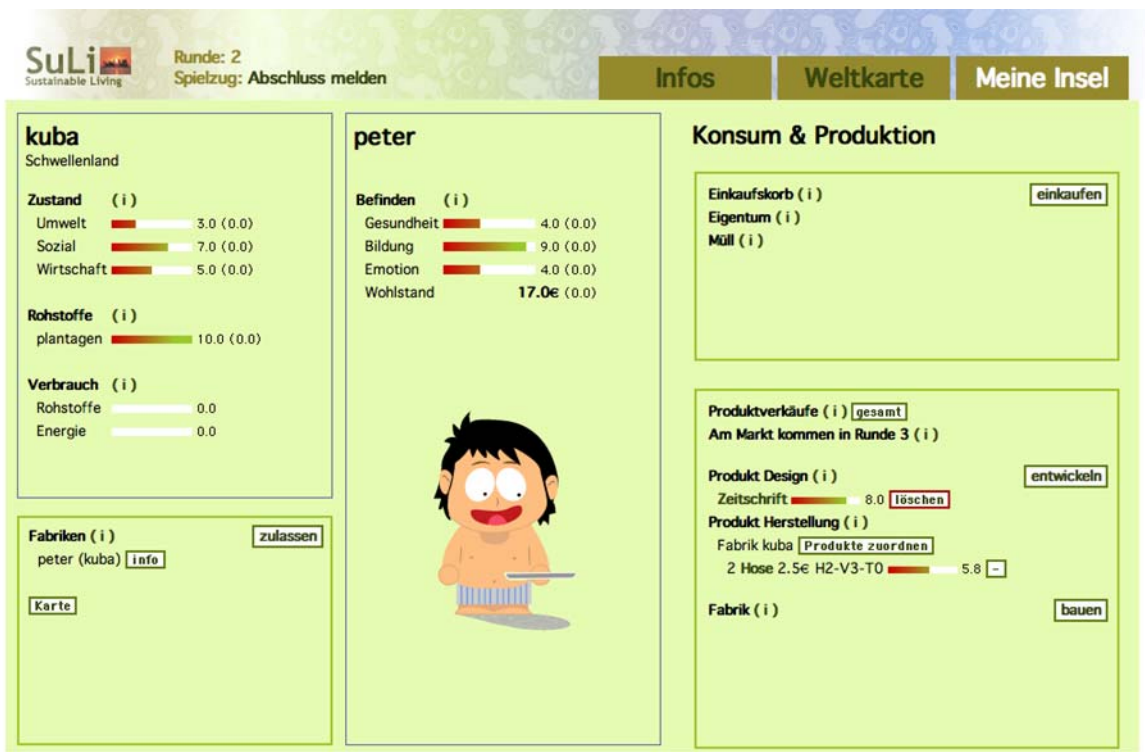 SuLi
Sustainable Living
Runde: 2
Spielzug: Abschluss melden
Infos
Weltkarte
Meine Insel
kuba
Schwellenland
Zustand ( i )
Umwelt 3.0 (0.0)
Sozial 7.0 (0.0)
Wirtschaft 5.0 (0.0)
Rohstoffe ( i )
plantagen 10.0 (0.0)
Verbrauch ( i )
Rohstoffe 0.0
Energie 0.0
Fabriken ( i ) zulassen
peter (kuba) info
Karte
peter
Befinden ( i )
Gesundheit 4.0 (0.0)
Bildung 9.0 (0.0)
Emotion 4.0 (0.0)
Wohlstand 17.0€ (0.0)
Konsum & Produktion
Einkaufskorb ( i ) einkaufen
Eigentum ( i )
Müll ( i )
Produktverkäufe ( i ) gesamt
Am Markt kommen in Runde 3 ( i )
Produkt Design ( i ) entwickeln
Zeitschrift 8.0 löschen
Produkt Herstellung ( i )
Fabrik kuba Produkte zuordnen
2 Hose 2.5€ H2-V3-T0 5.8 -
Fabrik ( i ) bauen